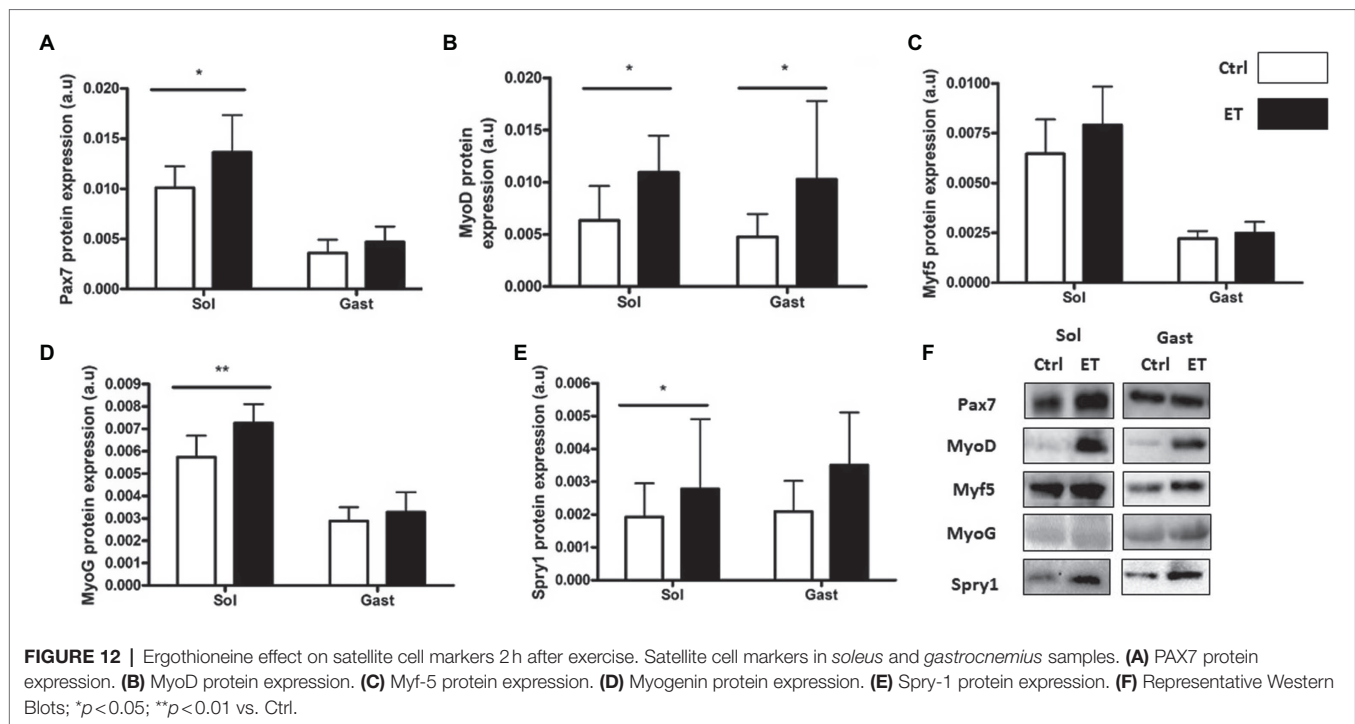 A
Pax7 protein expression (a.u)
0.020
0.015
0.010
0.005
0.000
*
Sol
Gast
B
MyoD protein
expression (a.u)
0.020
0.015
0.010
0.005
0.000
*
*
Sol
Gast
C
Myf5 protein expression (a.u)
0.0100
0.0075
0.0050
0.0025
0.0000
Sol
Gast
Ctrl
ET
D
MyoG protein expression (a.u)
0.009
0.008
0.007
0.006
0.005
0.004
0.003
0.002
0.001
0.000
**
Sol
Gast
E
Spry1 protein expression (a.u)
0.006
0.005
0.004
0.003
0.002
0.001
0.000
*
Sol
Gast
F
Sol Gast
Ctrl ET Ctrl ET
Pax7
MyoD
Myf5
MyoG
Spry1
FIGURE 12 | Ergothioneine effect on satellite cell markers 2 h after exercise. Satellite cell markers in soleus and gastrocnemius samples. (A) PAX7 protein
expression. (B) MyoD protein expression. (C) Myf-5 protein expression. (D) Myogenin protein expression. (E) Spry-1 protein expression. (F) Representative Western
Blots; *p<0.05; **p<0.01 vs. Ctrl.